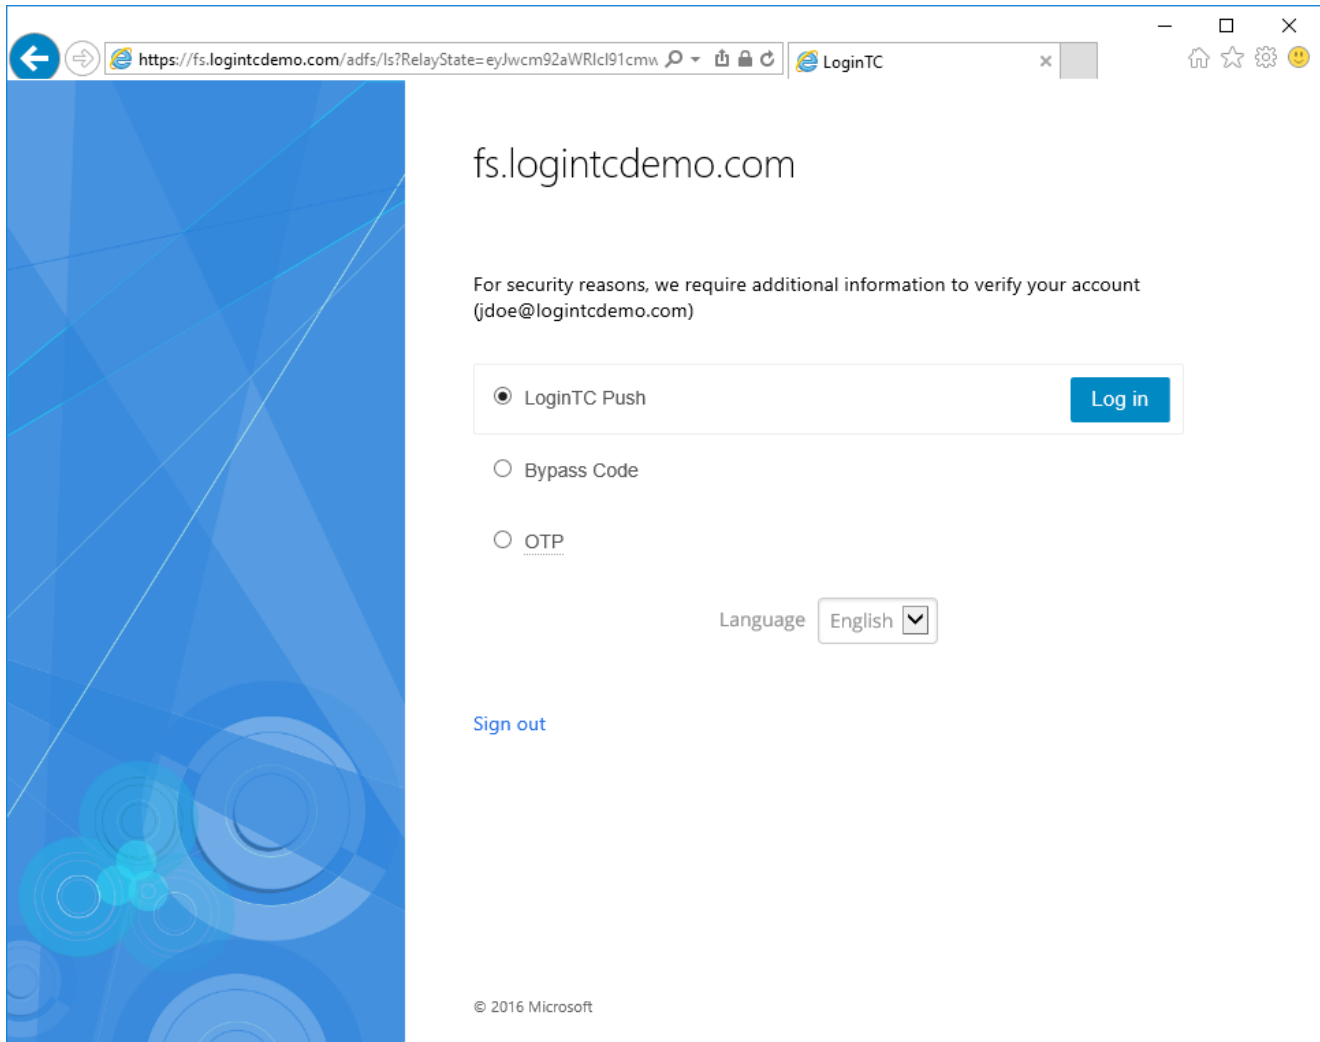 https://fs.logintcdemo.com/adfs/ls?RelayState=eyJwcm92aWRlcl91cmw
LoginTC
fs.logintcdemo.com
For security reasons, we require additional information to verify your account
(jdoe@logintcdemo.com)
LoginTC Push
Log in
Bypass Code
OTP
Language English
Sign out
© 2016 Microsoft